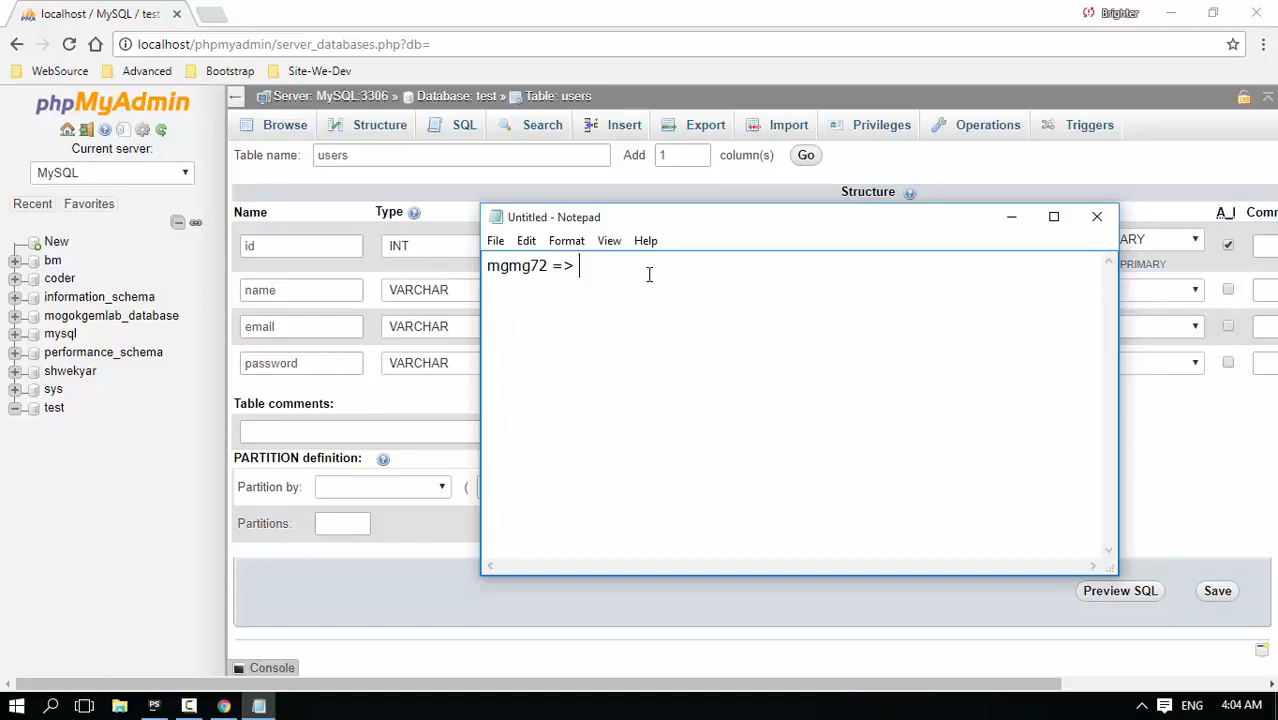 localhost / MySQL / test
Brighter
localhost/phpmyadmin/server_databases.php?db=
WebSource Advanced Bootstrap Site-We-Dev
phpMyAdmin
Current server:
MySQL
Recent Favorites
New
bm
coder
information_schema
mogokgemlab_database
mysql
performance_schema
shwekyar
sys
test
Server: MySQL:3306 » Database: test » Table: users
Browse Structure SQL Search Insert Export Import Privileges Operations Triggers
Table name: users Add 1 column(s) Go
Structure
Name Type A_I Comm
id INT ARY
PRIMARY
name VARCHAR
email VARCHAR
password VARCHAR
Table comments:
PARTITION definition:
Partition by: (
Partitions:
Preview SQL Save
Console
Untitled - Notepad
File Edit Format View Help
mgmg72 =>
PS
ENG 4:04 AM